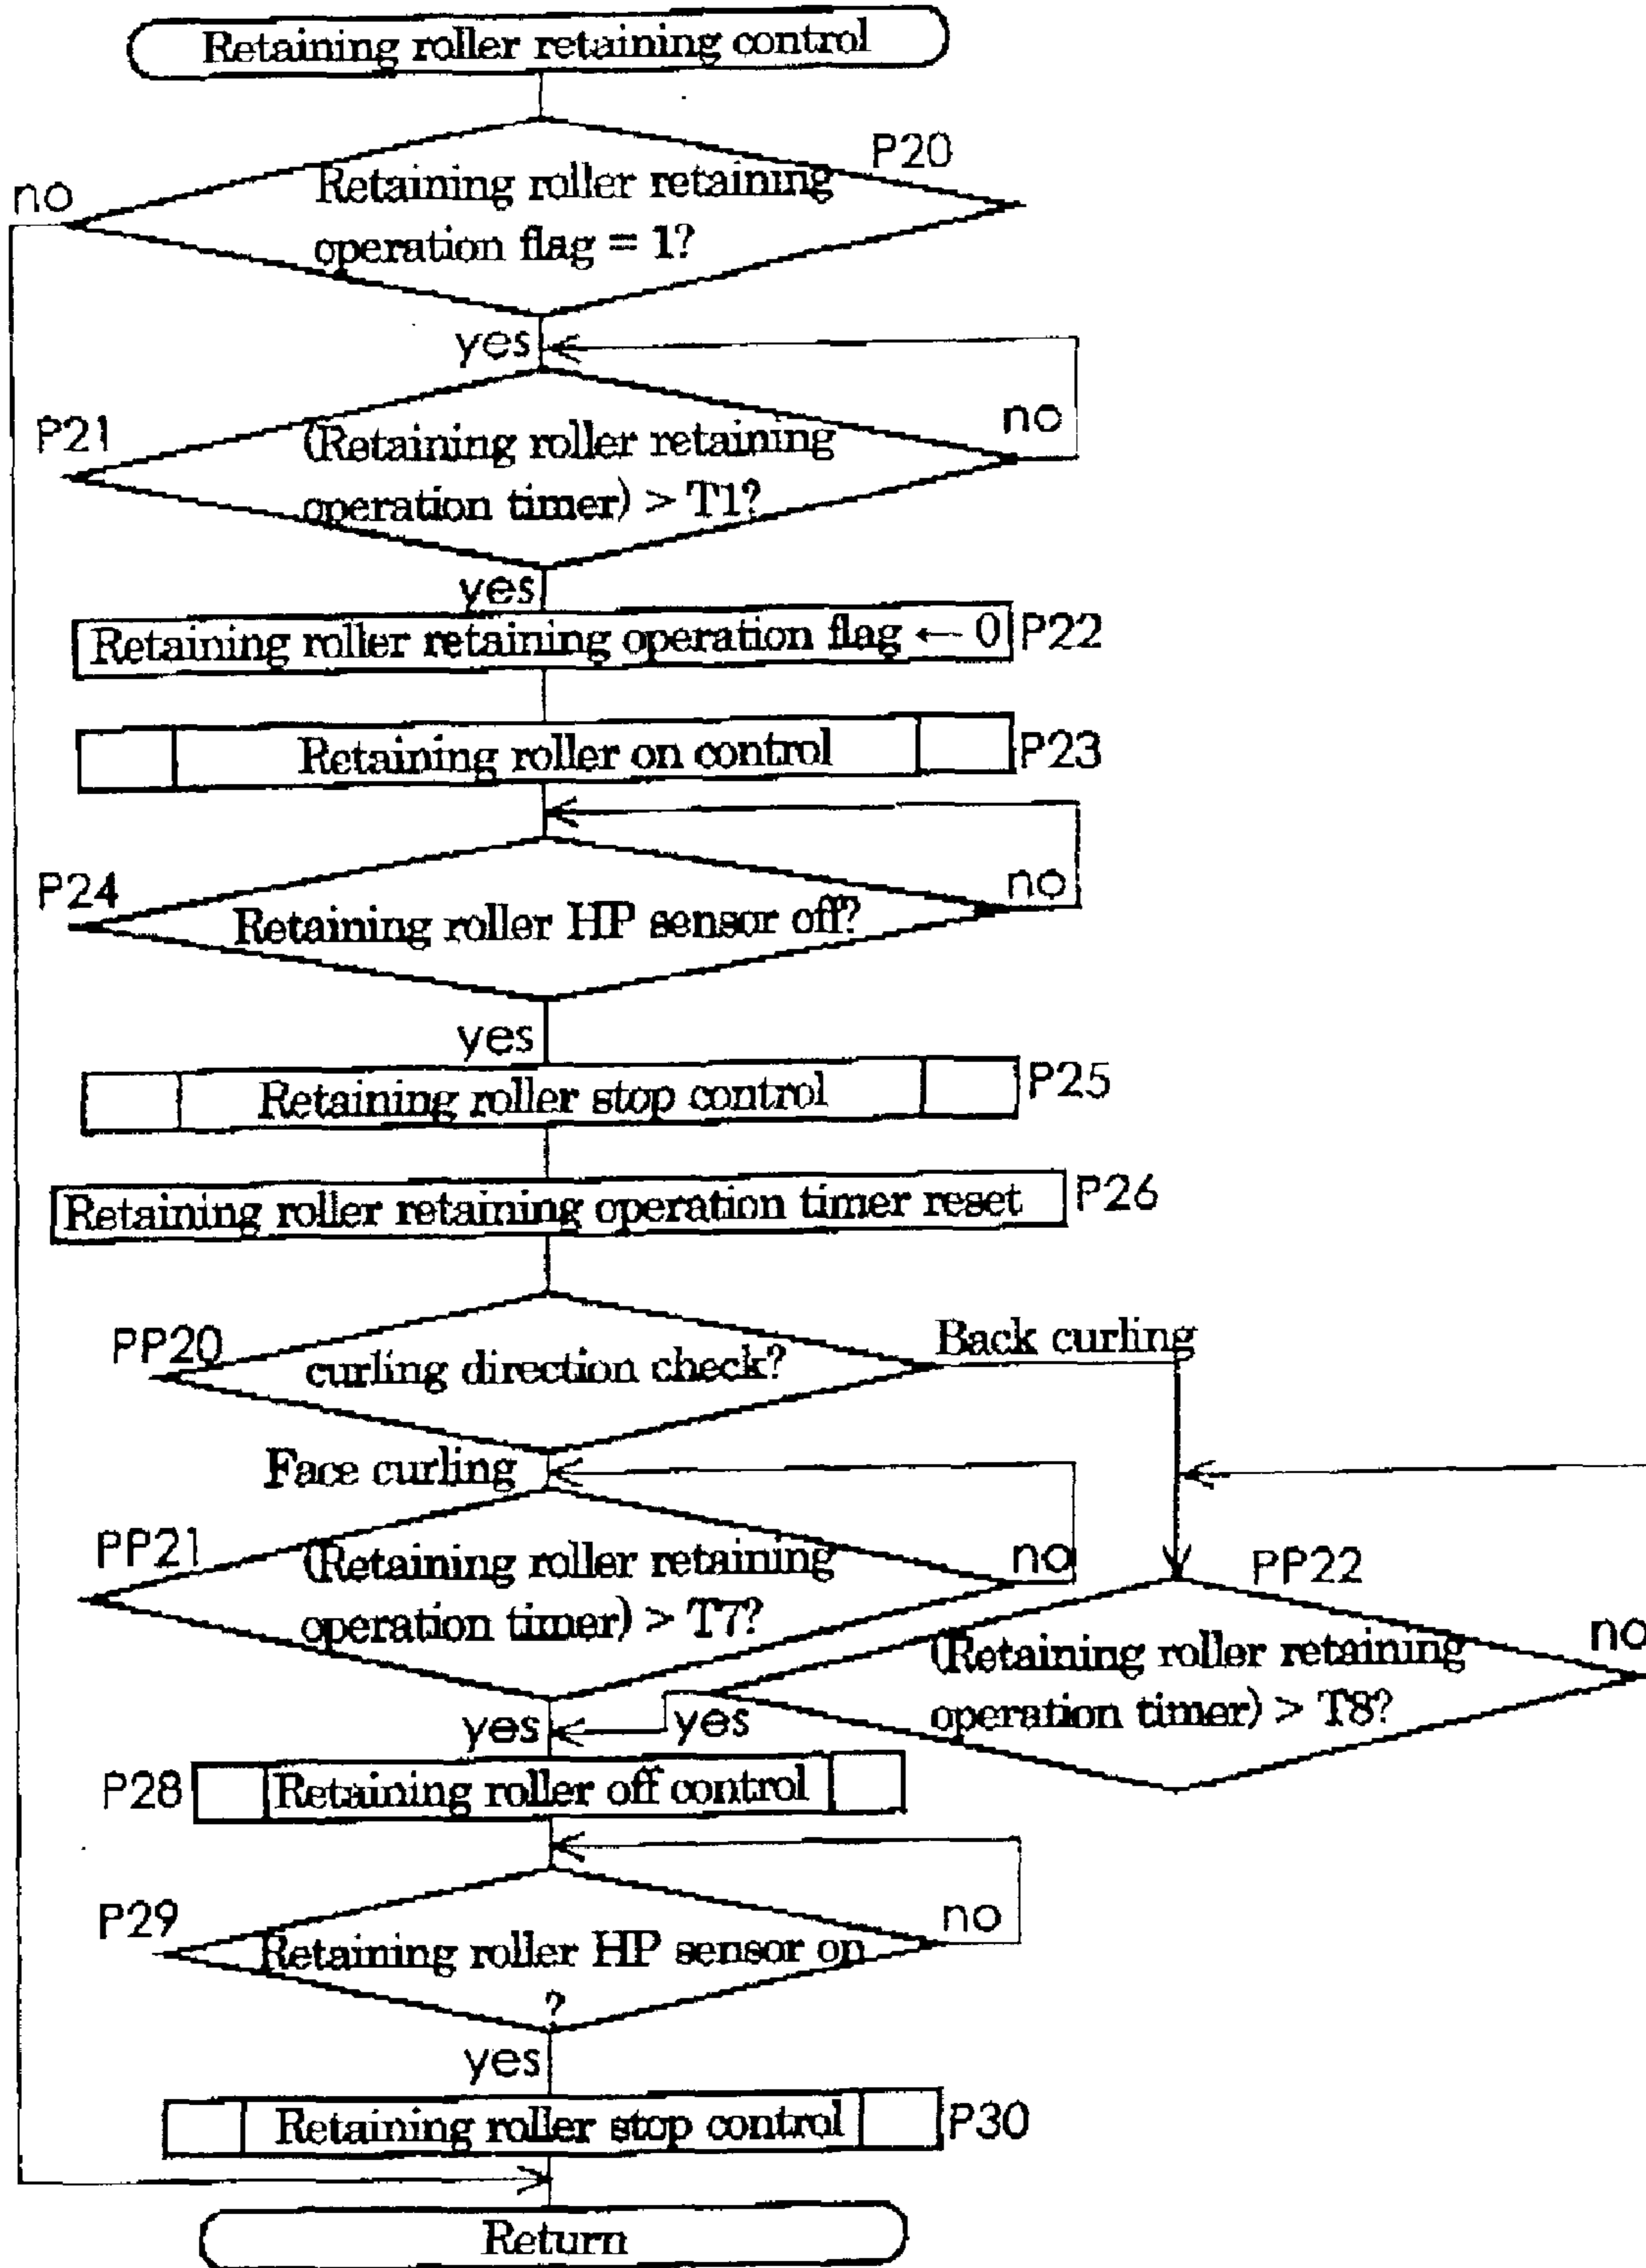 Retaining roller retaining control
P20
no
Retaining roller retaining
operation flag = 1?
yes
P21
no
(Retaining roller retaining
operation timer) > T1?
yes
Retaining roller retaining operation flag ← 0
P22
Retaining roller on control
P23
P24
no
Retaining roller HP sensor off?
yes
Retaining roller stop control
P25
Retaining roller retaining operation timer reset
P26
PP20
Back curling
curling direction check?
Face curling
PP21
(Retaining roller retaining
operation timer) > T7?
no
PP22
no
(Retaining roller retaining
operation timer) > T8?
yes
yes
P28
Retaining roller off control
P29
no
Retaining roller HP sensor on
?
yes
Retaining roller stop control
P30
Return